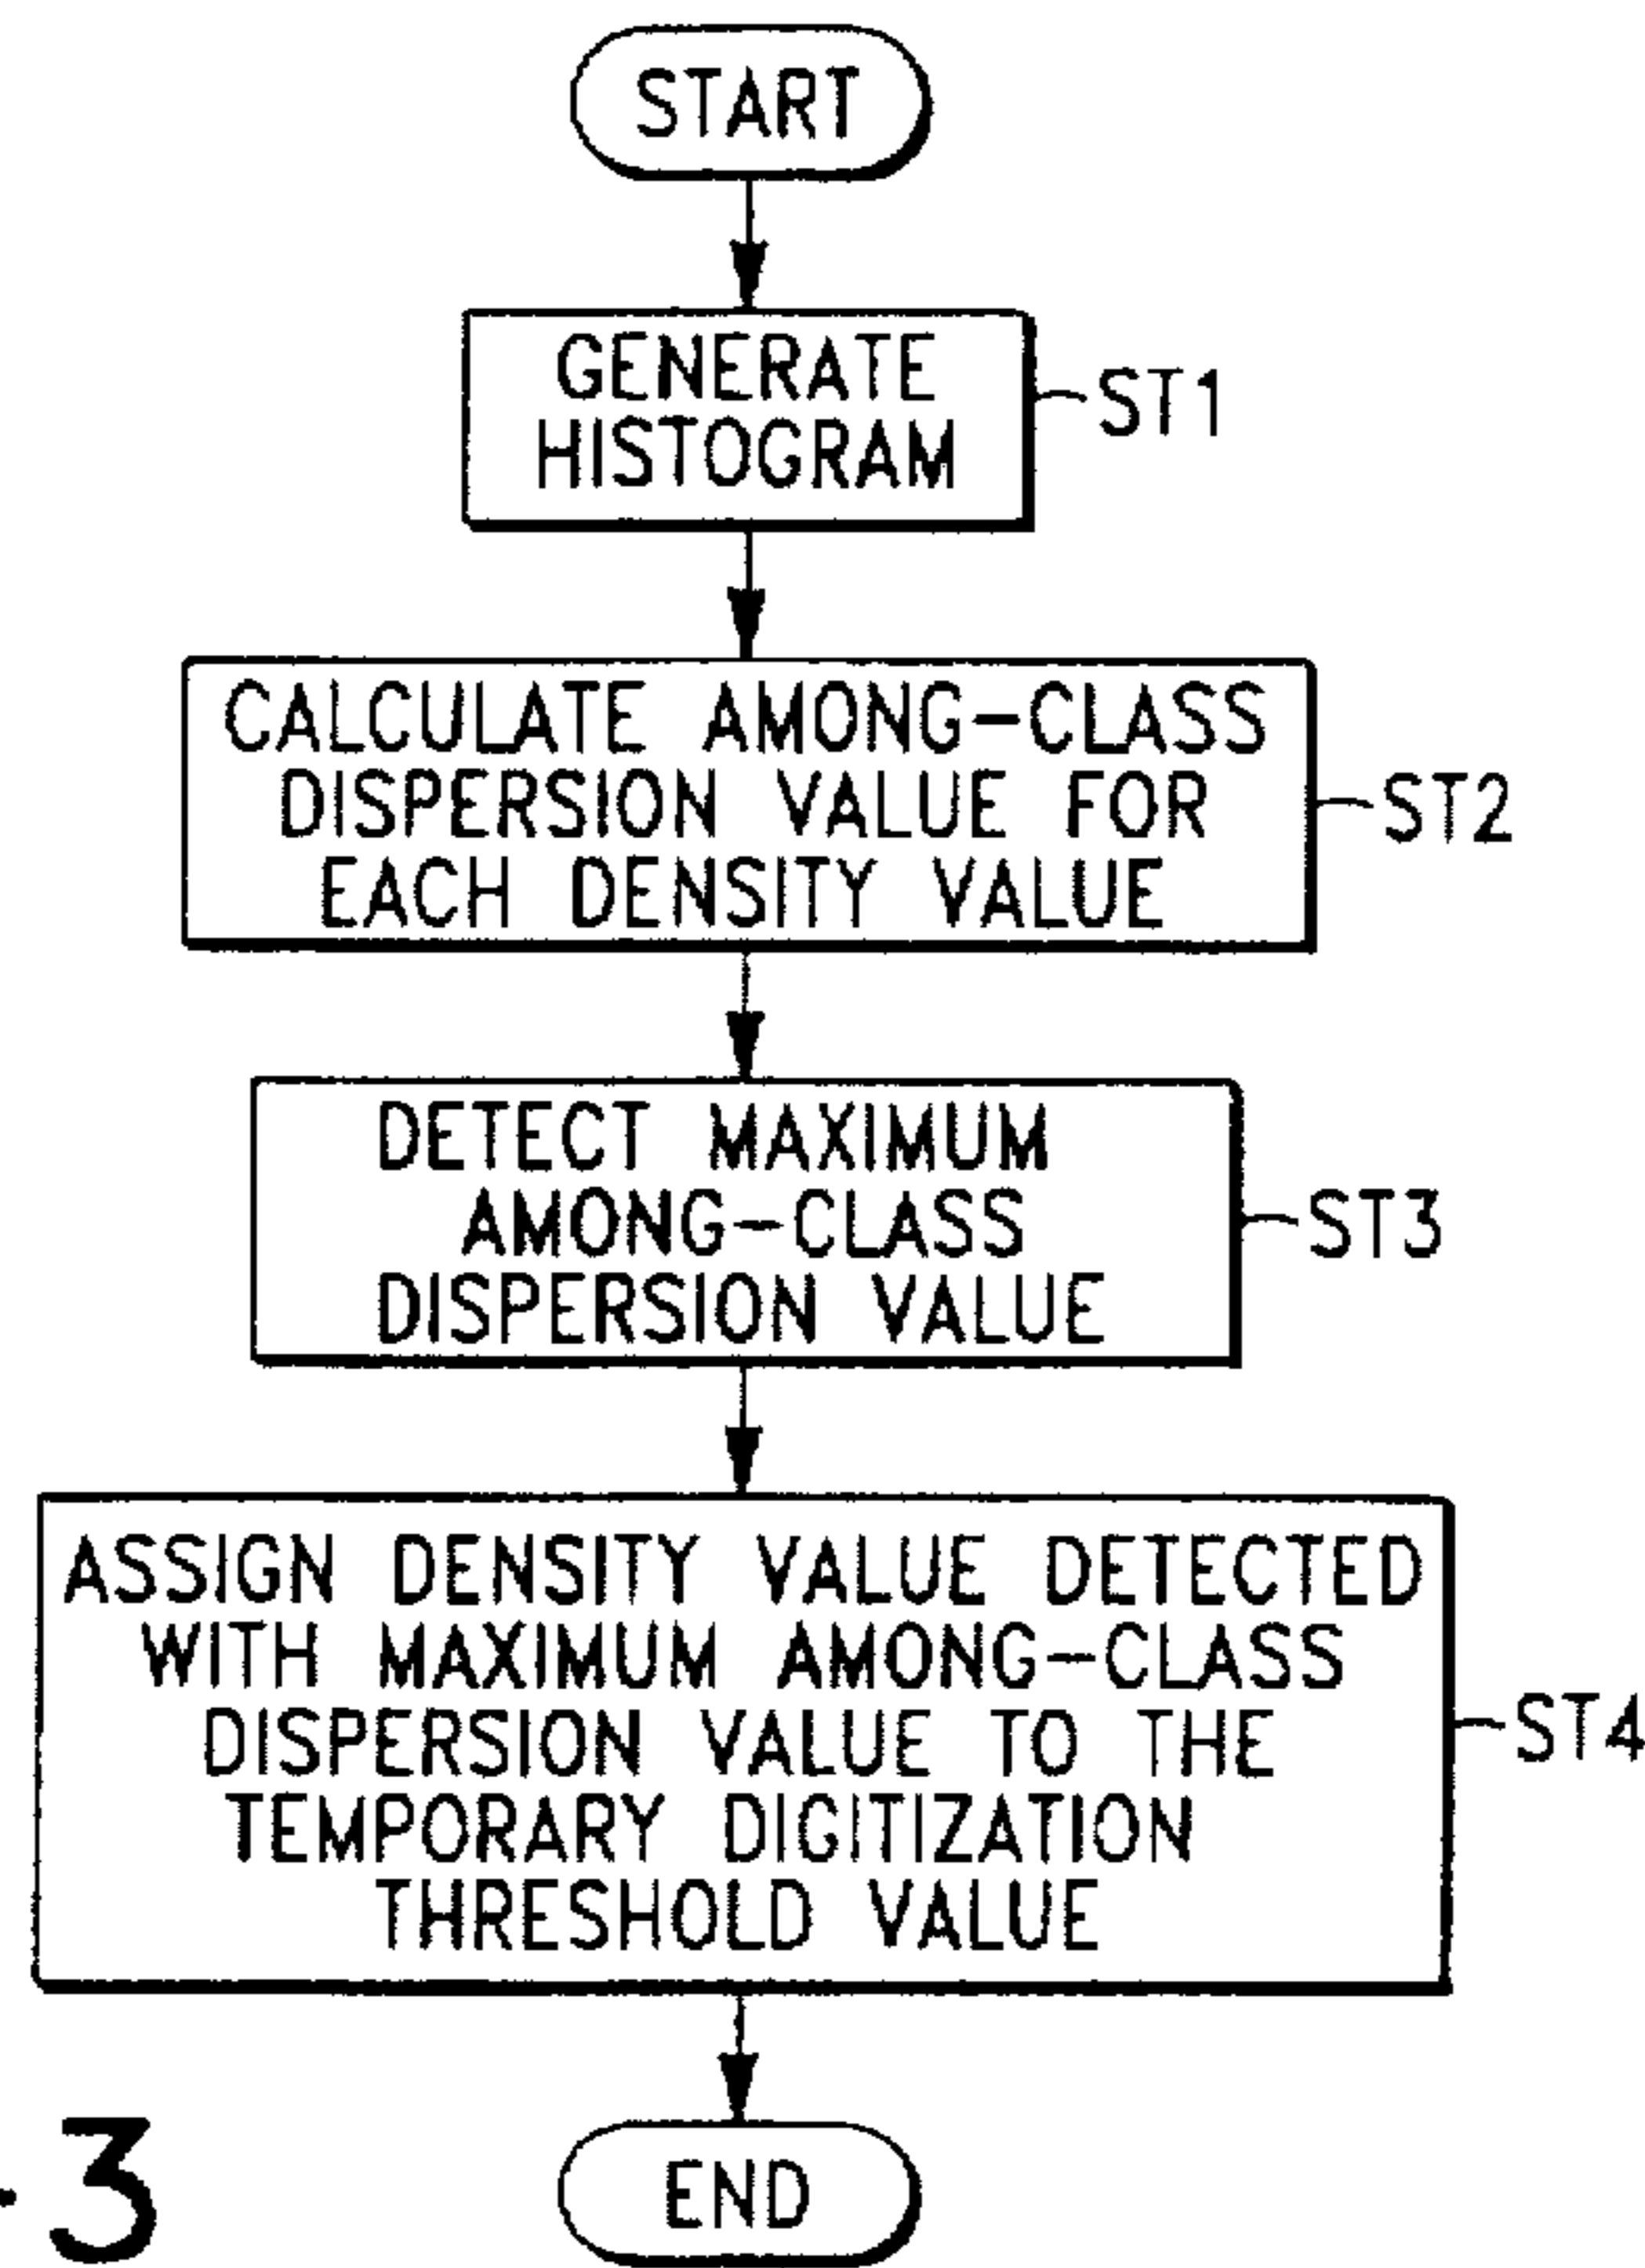 START
GENERATE
HISTOGRAM
ST1
CALCULATE AMONG-CLASS
DISPERSION VALUE FOR
EACH DENSITY VALUE
ST2
DETECT MAXIMUM
AMONG-CLASS
DISPERSION VALUE
ST3
ASSIGN DENSITY VALUE DETECTED
WITH MAXIMUM AMONG-CLASS
DISPERSION VALUE TO THE
TEMPORARY DIGITIZATION
THRESHOLD VALUE
ST4
END
3